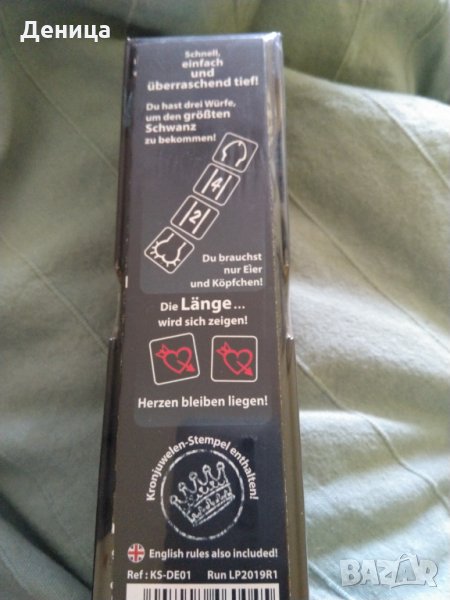 Деница
Schnell,
einfach
und
überraschend tief!
Du hast drei Würfe,
um den größten
Schwanz
zu bekommen!
4
2
Du brauchst
nur Eier
und Köpfchen!
Die Länge...
wird sich zeigen!
Herzen bleiben liegen!
Kronjuwelen-Stempel enthalten!
English rules also included!
Ref : KS-DE01 Run LP2019R1
BAZAR